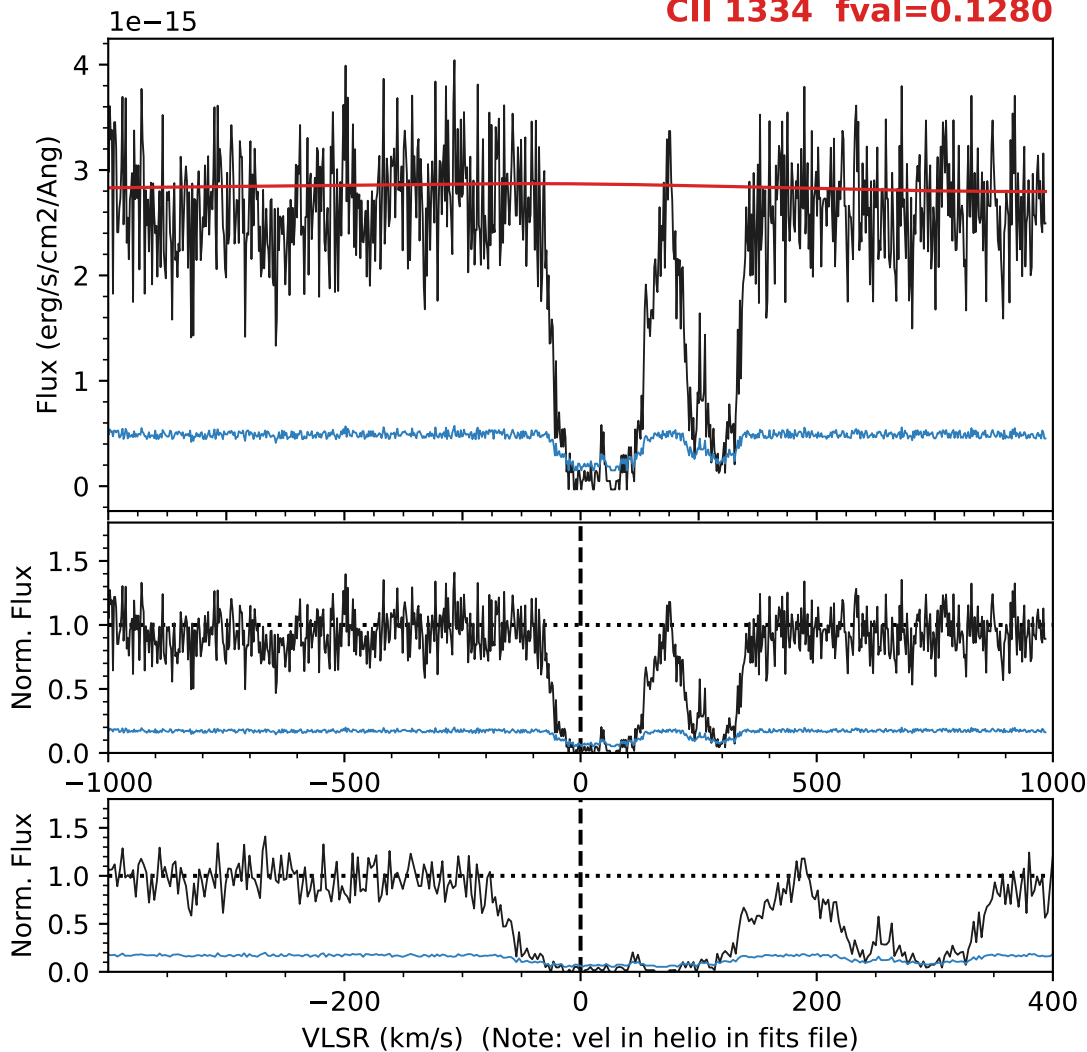 1e−15
CII 1334 fval=0.1280
4
3
2
1
0
Flux (erg/s/cm2/Ang)
1.5
1.0
0.5
0.0
Norm. Flux
−1000 −500 0 500 1000
1.5
1.0
0.5
0.0
Norm. Flux
−200 0 200 400
VLSR (km/s) (Note: vel in helio in fits file)